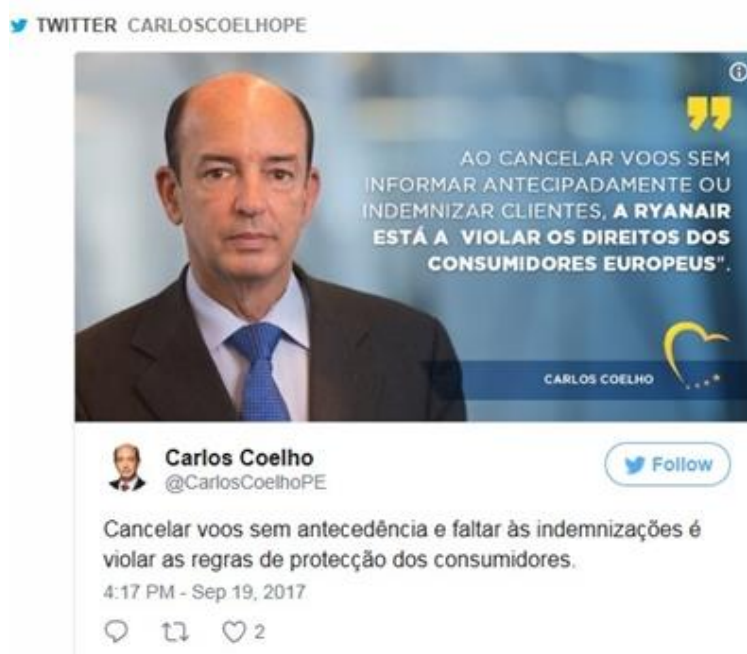 TWITTER CARLOSCOELHOPE
AO CANCELAR VOOS SEM
INFORMAR ANTECIPADAMENTE OU
INDEMNIZAR CLIENTES, A RYANAIR
ESTÁ A VIOLAR OS DIREITOS DOS
CONSUMIDORES EUROPEUS".
CARLOS COELHO
Carlos Coelho
@CarlosCoelhoPE
Follow
Cancelar voos sem antecedência e faltar às indemnizações é
violar as regras de protecção dos consumidores.
4:17 PM - Sep 19, 2017
2